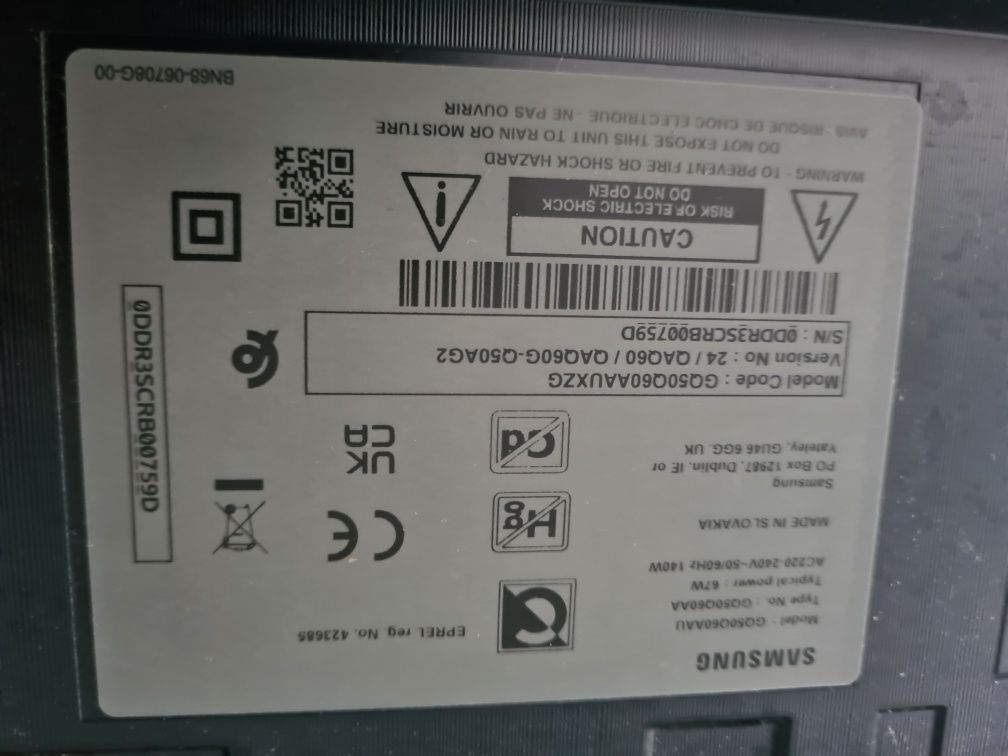 SAMSUNG
Model : GQ50Q60AAU
Type No. : GQ50Q60AA
Typical power : 67W
AC220-240V~50/60Hz 140W
MADE IN SLOVAKIA
Samsung
PO Box 12987, Dublin. IE or
Yateley, GU46 6GG. UK
EPREL reg. No. 423685
Hg
Cd
CE
UK
CA
Model Code : GQ50Q60AAUXZG
Version No : 24 / QAQ60 / QAQ60G-Q50AG2
S/N : 0DDR3SCRB00759D
0DDR3SCRB00759D
CAUTION
RISK OF ELECTRIC SHOCK
DO NOT OPEN
WARNING - TO PREVENT FIRE OR SHOCK HAZARD
DO NOT EXPOSE THIS UNIT TO RAIN OR MOISTURE
AVIS - RISQUE DE CHOC ELECTRIQUE - NE PAS OUVRIR
BN68-06708G-00